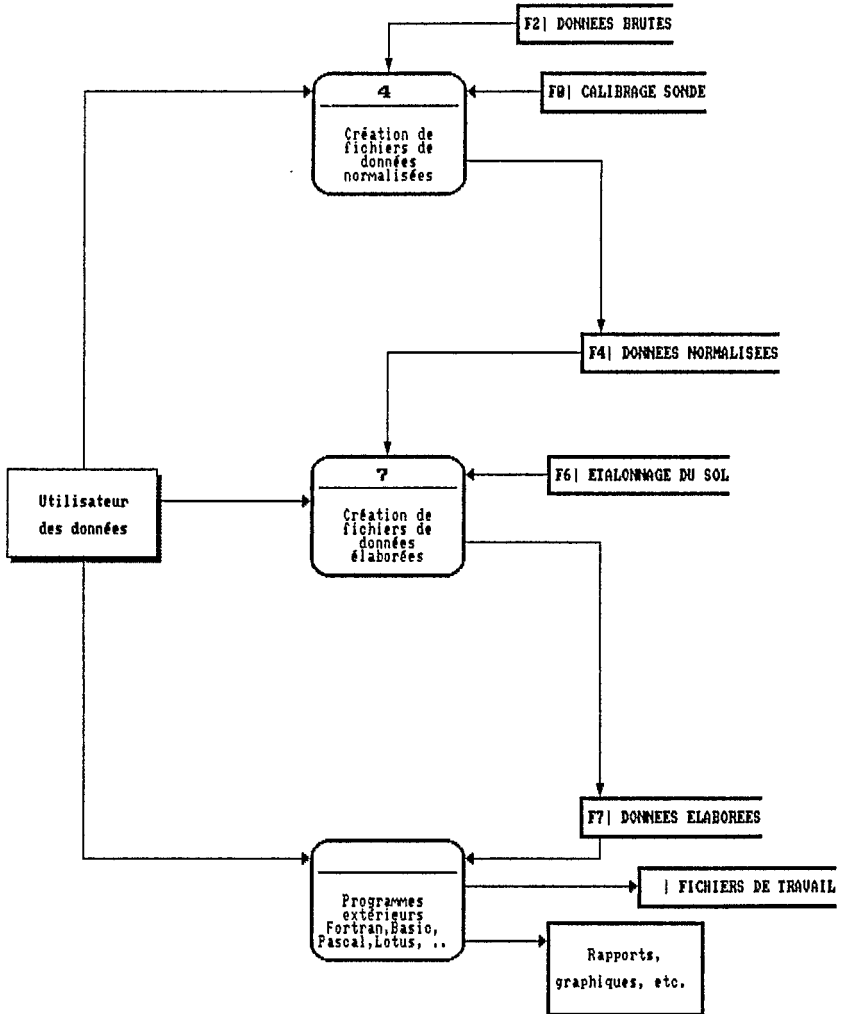 F2| DONNEES BRUTES
4
F0| CALIBRAGE SONDE
Création de
fichiers de
données
normalisées
F4| DONNEES NORMALISEES
7
F6| ETALONNAGE DU SOL
Utilisateur
des données
Création de
fichiers de
données
élaborées
F7| DONNEES ELABOREES
| FICHIERS DE TRAVAIL
Programmes
extérieurs
Fortran,Basic,
Pascal,Lotus, ..
Rapports,
graphiques, etc.